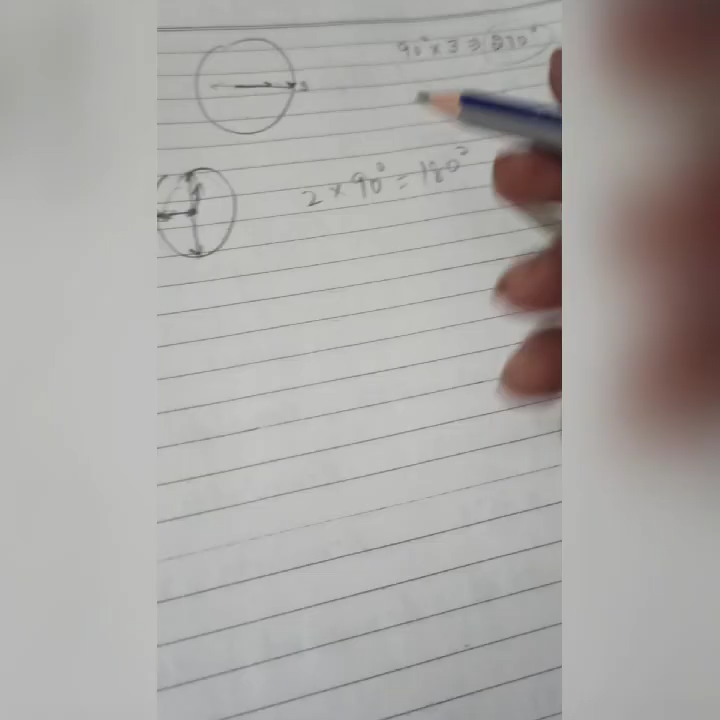 90° × 3 ⇒ 270°
2 × 90° = 180°